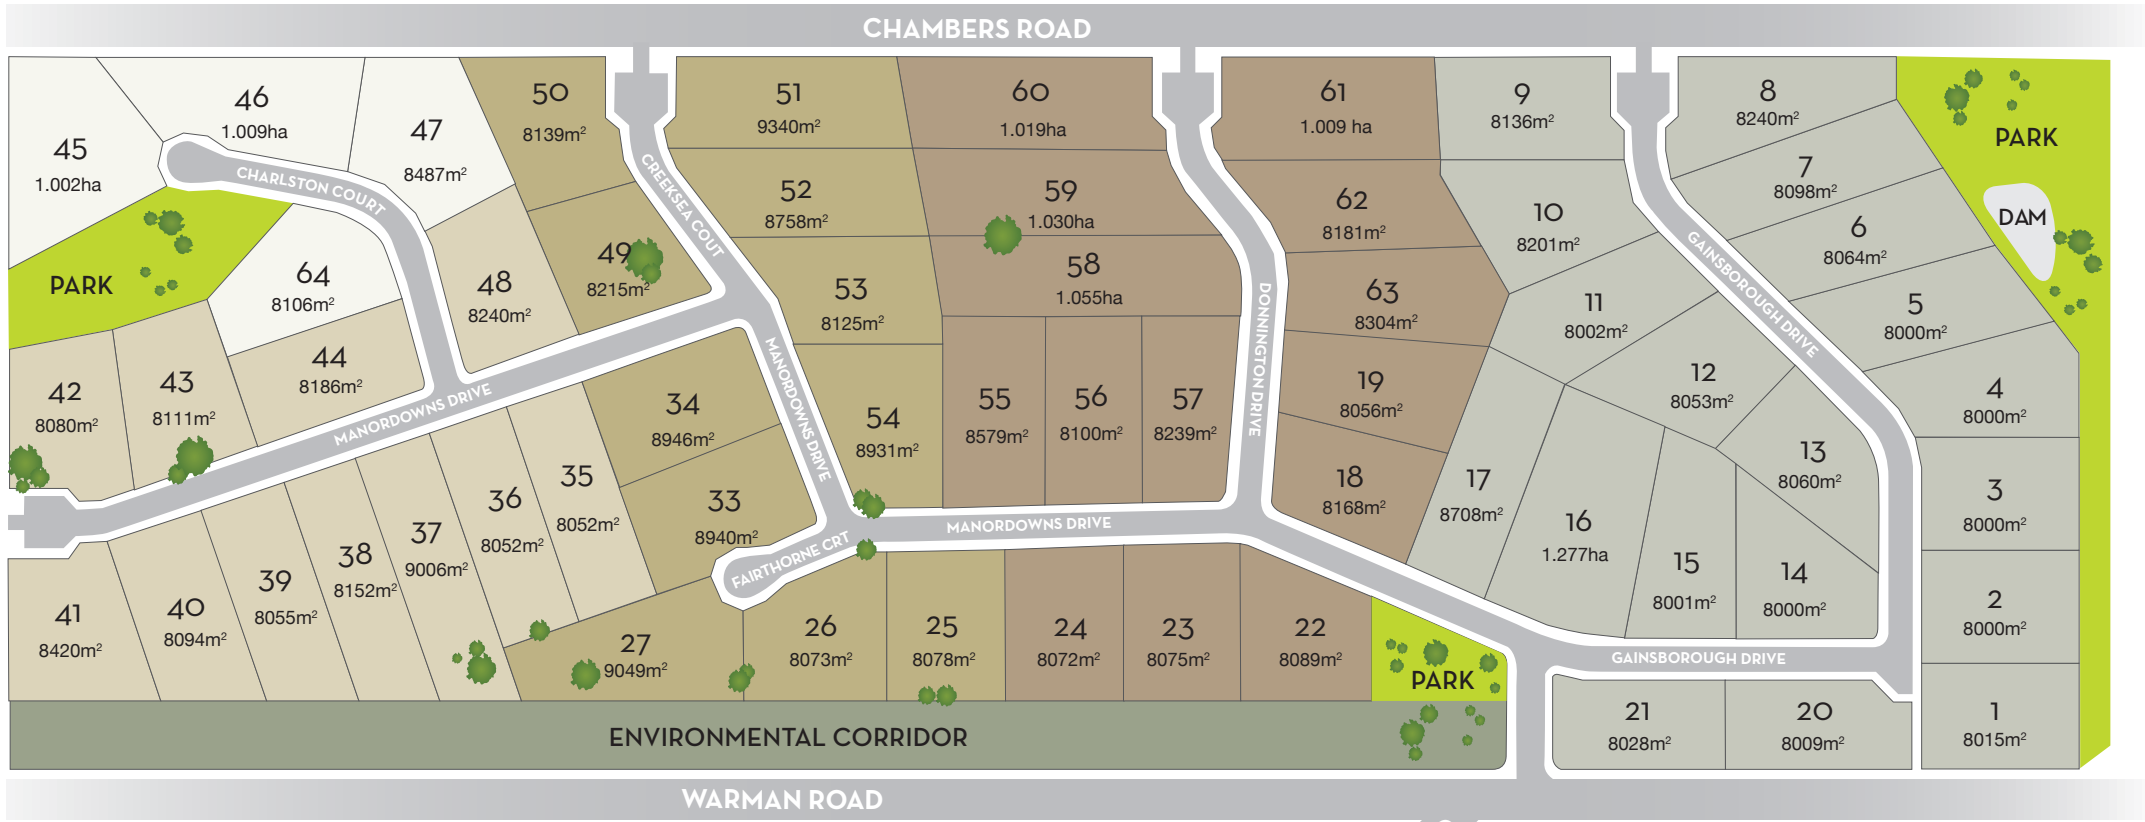 CHAMBERS ROAD
45
1.002ha
46
1.009ha
47
8487m²
50
8139m²
51
9340m²
60
1.019ha
61
1.009 ha
9
8136m²
8
8240m²
PARK
CHARLSTON COURT
CREEKSEA COUT
52
8758m²
59
1.030ha
62
8181m²
10
8201m²
7
8098m²
6
8064m²
DAM
PARK
64
8106m²
48
8240m²
49
8215m²
53
8125m²
58
1.055ha
DONNINGTON DRIVE
63
8304m²
11
8002m²
GAINSBOROUGH DRIVE
5
8000m²
42
8080m²
43
8111m²
44
8186m²
MANORDOWNS DRIVE
34
8946m²
MANORDOWNS DRIVE
54
8931m²
55
8579m²
56
8100m²
57
8239m²
19
8056m²
12
8053m²
4
8000m²
41
8420m²
40
8094m²
39
8055m²
38
8152m²
37
9006m²
36
8052m²
35
8052m²
33
8940m²
FAIRTHORNE CRT
MANORDOWNS DRIVE
18
8168m²
17
8708m²
16
1.277ha
15
8001m²
14
8000m²
13
8060m²
3
8000m²
2
8000m²
27
9049m²
26
8073m²
25
8078m²
24
8072m²
23
8075m²
22
8089m²
PARK
GAINSBOROUGH DRIVE
21
8028m²
20
8009m²
1
8015m²
ENVIRONMENTAL CORRIDOR
WARMAN ROAD